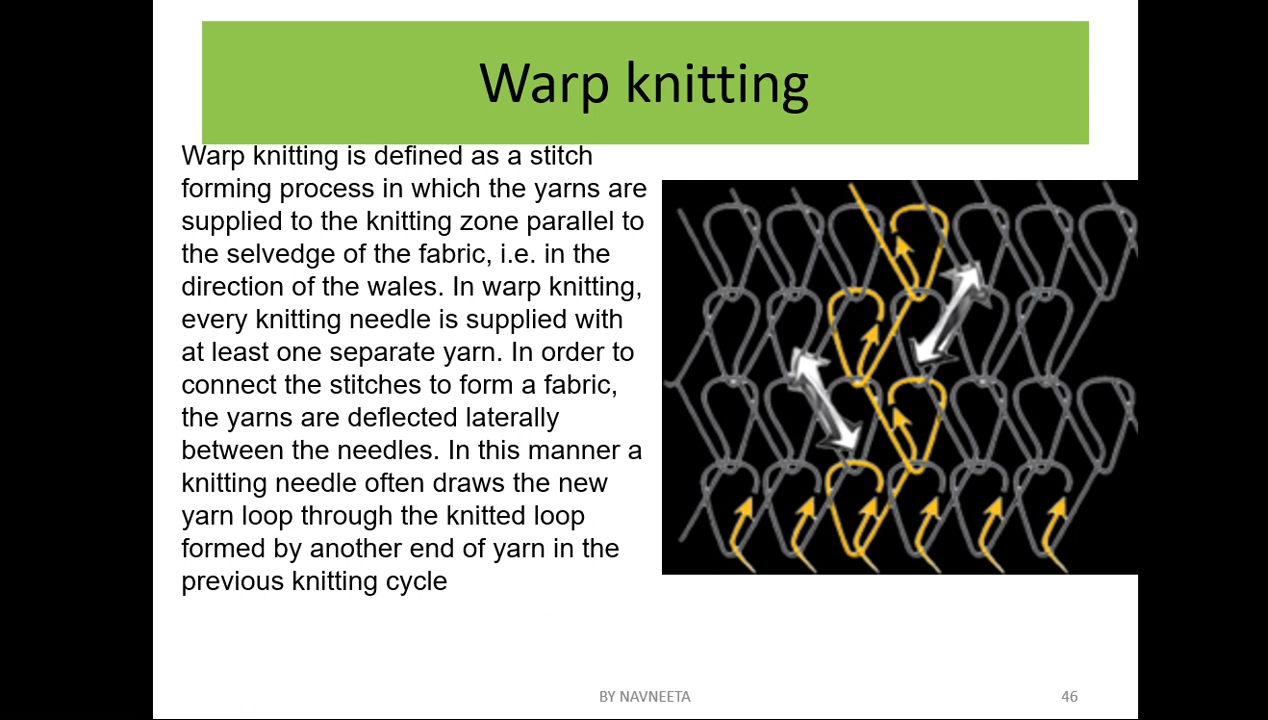 Warp knitting
Warp knitting is defined as a stitch
forming process in which the yarns are
supplied to the knitting zone parallel to
the selvedge of the fabric, i.e. in the
direction of the wales. In warp knitting,
every knitting needle is supplied with
at least one separate yarn. In order to
connect the stitches to form a fabric,
the yarns are deflected laterally
between the needles. In this manner a
knitting needle often draws the new
yarn loop through the knitted loop
formed by another end of yarn in the
previous knitting cycle
BY NAVNEETA
46